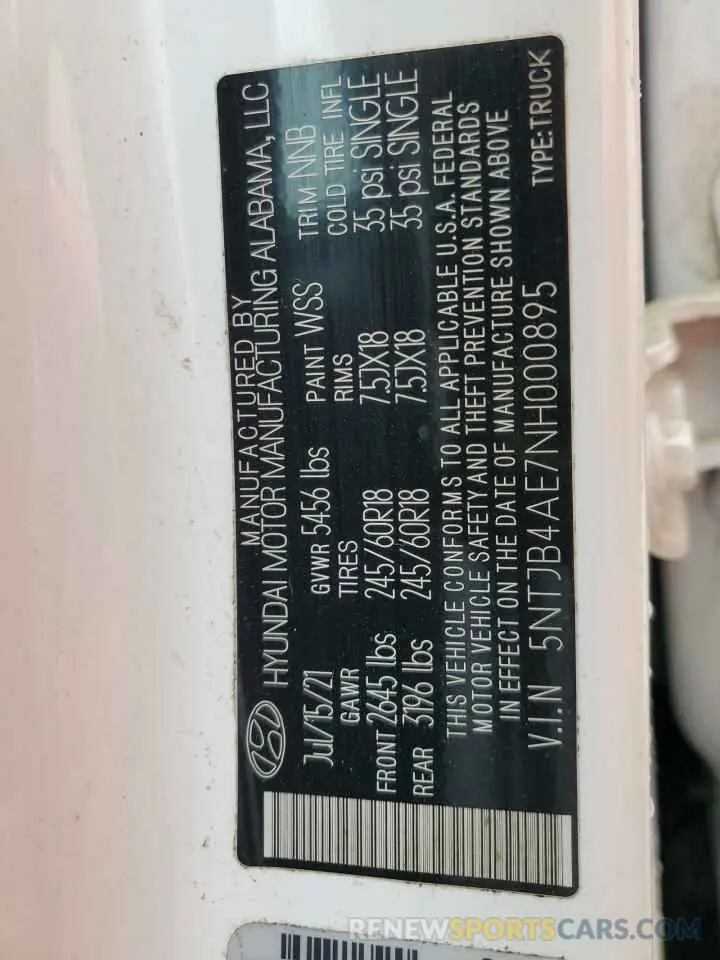 MANUFACTURED BY
HYUNDAI MOTOR MANUFACTURING ALABAMA, LLC
Jul/15/21 GVWR 5456 lbs PAINT WSS TRIM NNB
GAWR TIRES RIMS COLD TIRE INFL
FRONT 2645 lbs 245/60R18 7.5JX18 35 psi SINGLE
REAR 3196 lbs 245/60R18 7.5JX18 35 psi SINGLE
THIS VEHICLE CONFORMS TO ALL APPLICABLE U.S.A. FEDERAL
MOTOR VEHICLE SAFETY AND THEFT PREVENTION STANDARDS
IN EFFECT ON THE DATE OF MANUFACTURE SHOWN ABOVE
V.I.N 5NTJB4AE7NH000895 TYPE:TRUCK
RENEWSPORTSCARS.COM